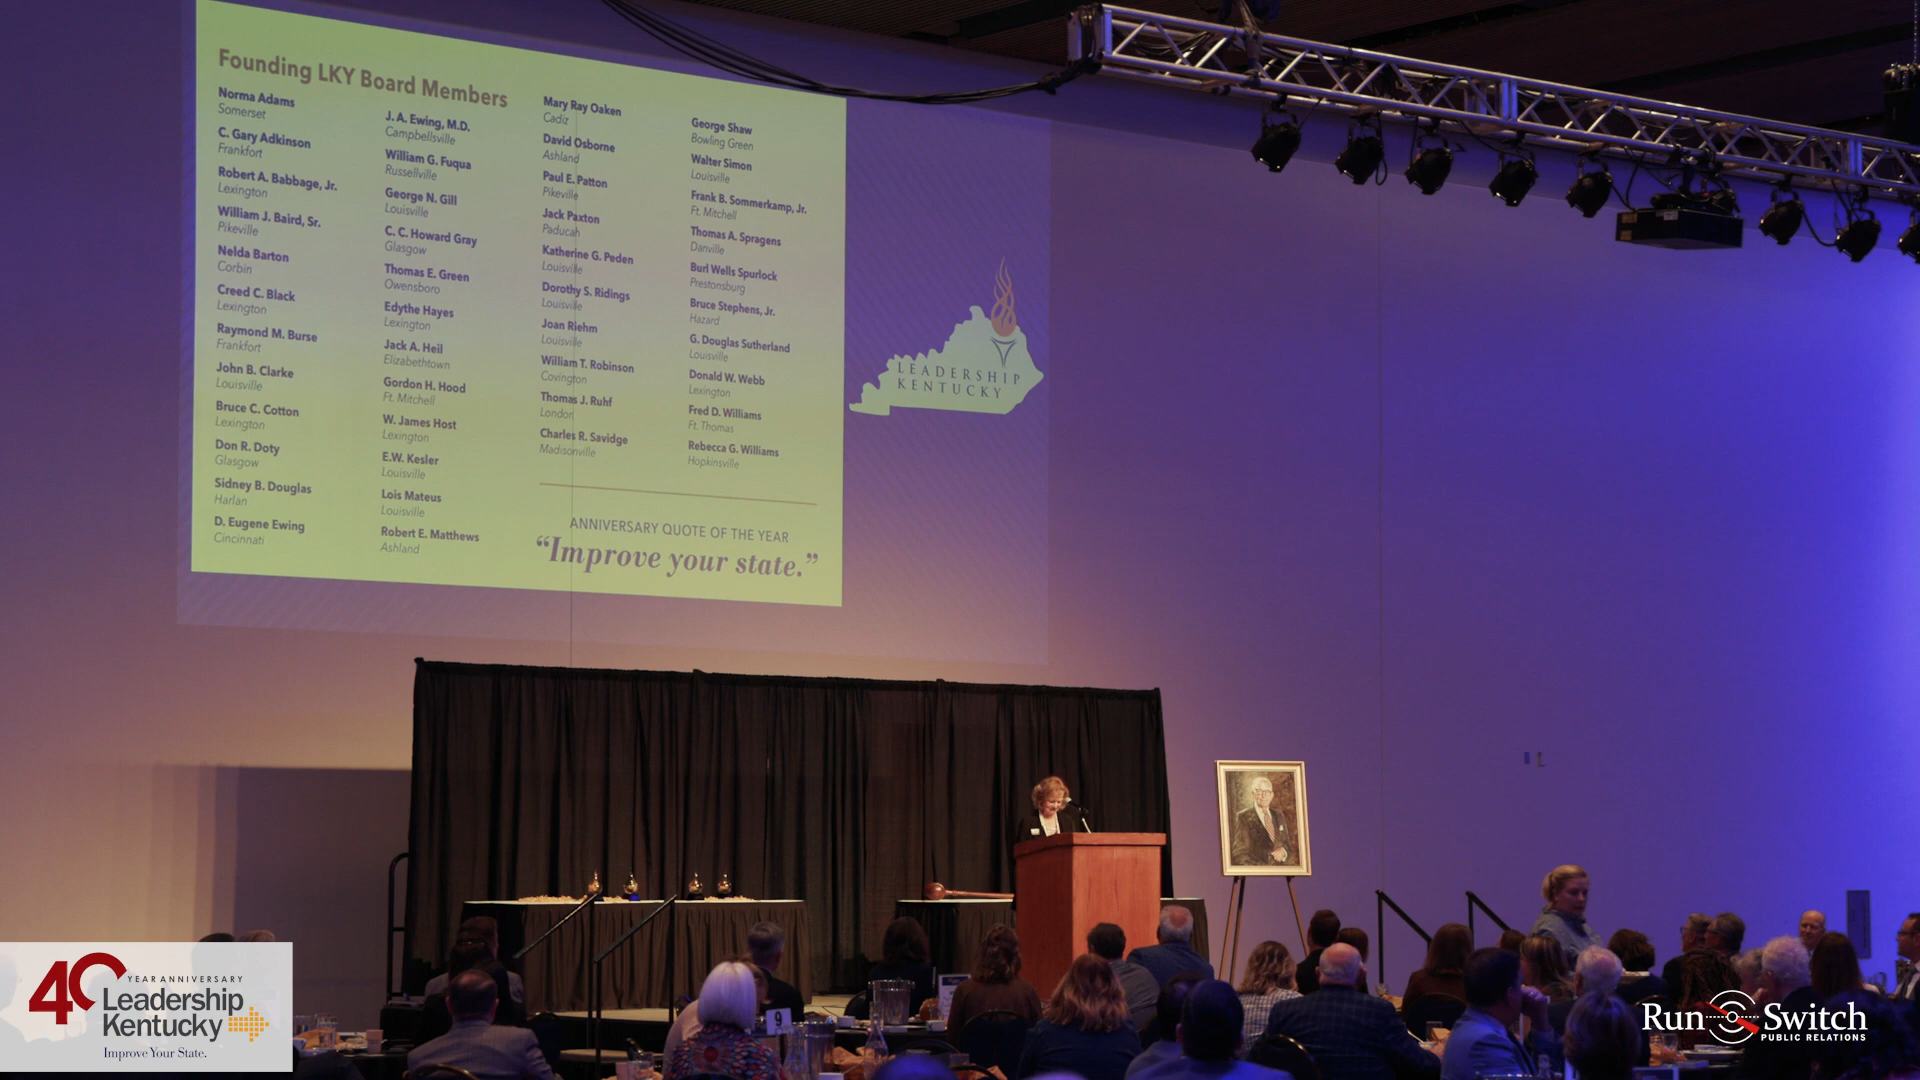 Founding LKY Board Members
Norma Adams
Somerset
C. Gary Adkinson
Frankfort
Robert A. Babbage, Jr.
Lexington
William J. Baird, Sr.
Pikeville
Nelda Barton
Corbin
Creed C. Black
Lexington
Raymond M. Burse
Frankfort
John B. Clarke
Louisville
Bruce C. Cotton
Lexington
Don R. Doty
Glasgow
Sidney B. Douglas
Harlan
D. Eugene Ewing
Cincinnati
J. A. Ewing, M.D.
Campbellsville
William G. Fuqua
Russellville
George N. Gill
Louisville
C. C. Howard Gray
Glasgow
Thomas E. Green
Owensboro
Edythe Hayes
Lexington
Jack A. Heil
Elizabethtown
Gordon H. Hood
Ft. Mitchell
W. James Host
Lexington
E.W. Kesler
Louisville
Lois Mateus
Louisville
Robert E. Matthews
Ashland
Mary Ray Oaken
Cadiz
David Osborne
Ashland
Paul E. Patton
Pikeville
Jack Paxton
Paducah
Katherine G. Peden
Louisville
Dorothy S. Ridings
Louisville
Joan Riehm
Louisville
William T. Robinson
Covington
Thomas J. Ruhf
London
Charles R. Savidge
Madisonville
George Shaw
Bowling Green
Walter Simon
Louisville
Frank B. Sommerkamp, Jr.
Ft. Mitchell
Thomas A. Spragens
Danville
Burl Wells Spurlock
Prestonsburg
Bruce Stephens, Jr.
Hazard
G. Douglas Sutherland
Louisville
Donald W. Webb
Lexington
Fred D. Williams
Ft. Thomas
Rebecca G. Williams
Hopkinsville
ANNIVERSARY QUOTE OF THE YEAR
“Improve your state.”
LEADERSHIP
KENTUCKY
9
40 YEAR ANNIVERSARY
Leadership
Kentucky
Improve Your State.
Run Switch
PUBLIC RELATIONS